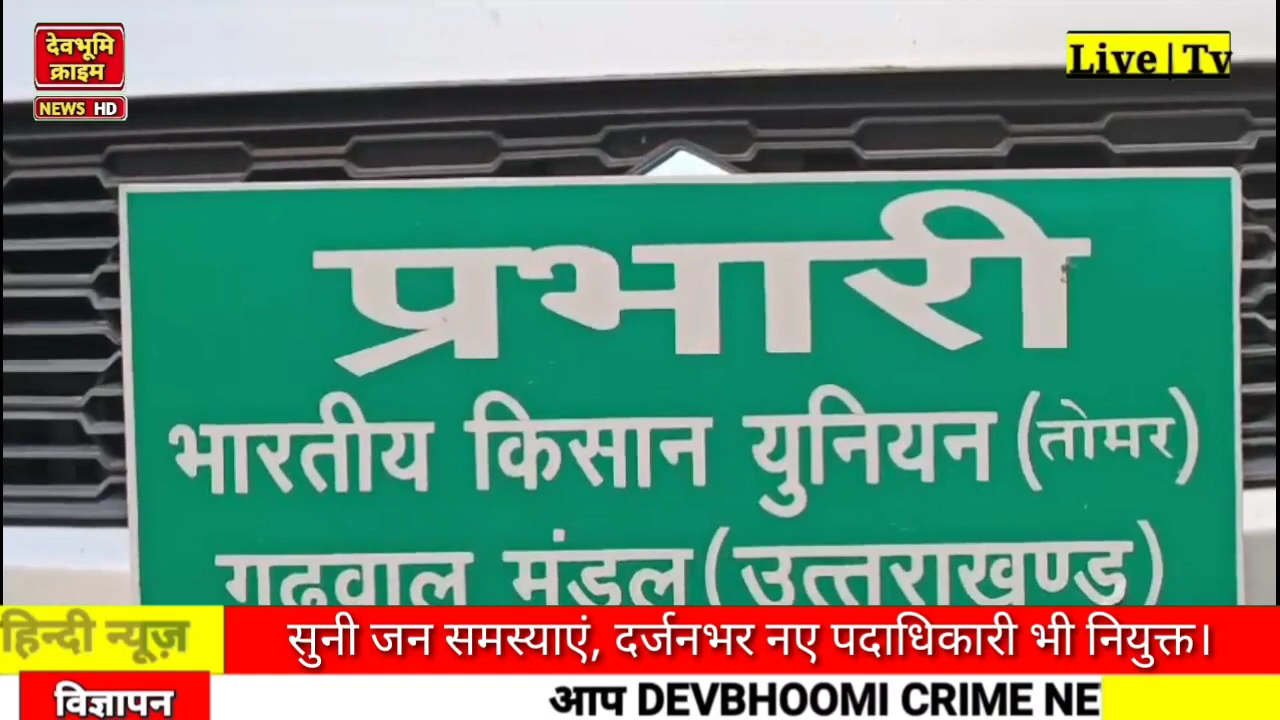 देवभूमि
क्राइम
NEWS HD
Live|Tv
प्रभारी
भारतीय किसान युनियन (तोमर)
गढवाल मंडल (उत्तराखण्ड)
हिन्दी न्यूज़
सुनी जन समस्याएं, दर्जनभर नए पदाधिकारी भी नियुक्त।
विज्ञापन
आप DEVBHOOMI CRIME NE